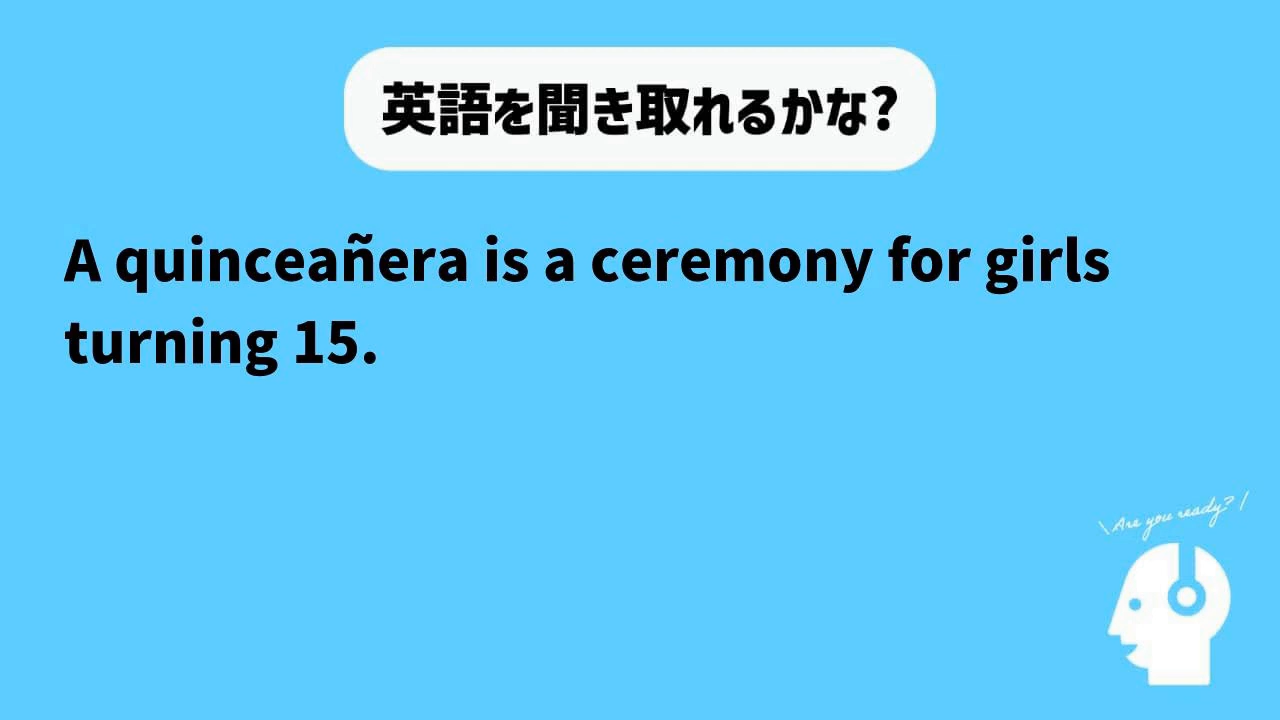 英語を聞き取れるかな?
A quinceañera is a ceremony for girls
turning 15.
\Are you ready?/